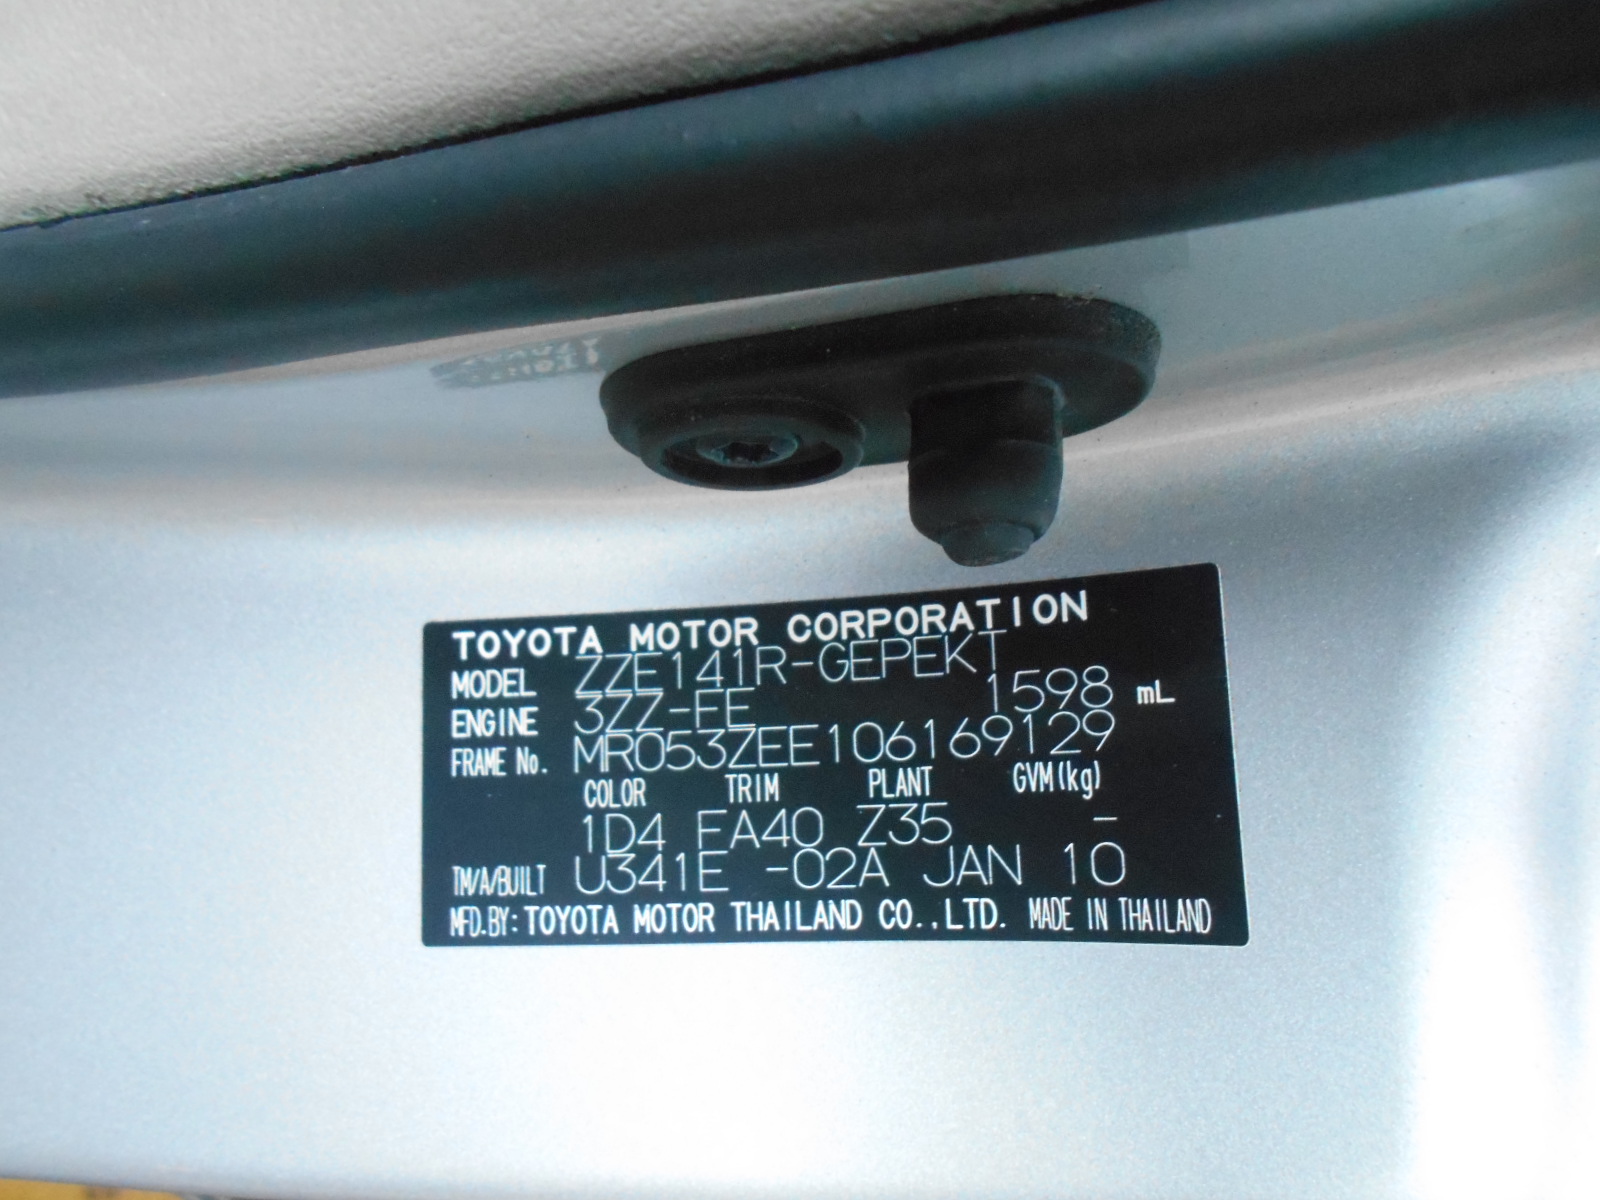 TOYOTA MOTOR CORPORATION
MODEL ZZE141R-GEPEKT
ENGINE 3ZZ-FE 1598 mL
FRAME No. MR053ZEE106169129
COLOR TRIM PLANT GVM(kg)
1D4 FA40 Z35 -
TM/A/BUILT U341E -02A JAN 10
MFD.BY:TOYOTA MOTOR THAILAND CO.,LTD. MADE IN THAILAND